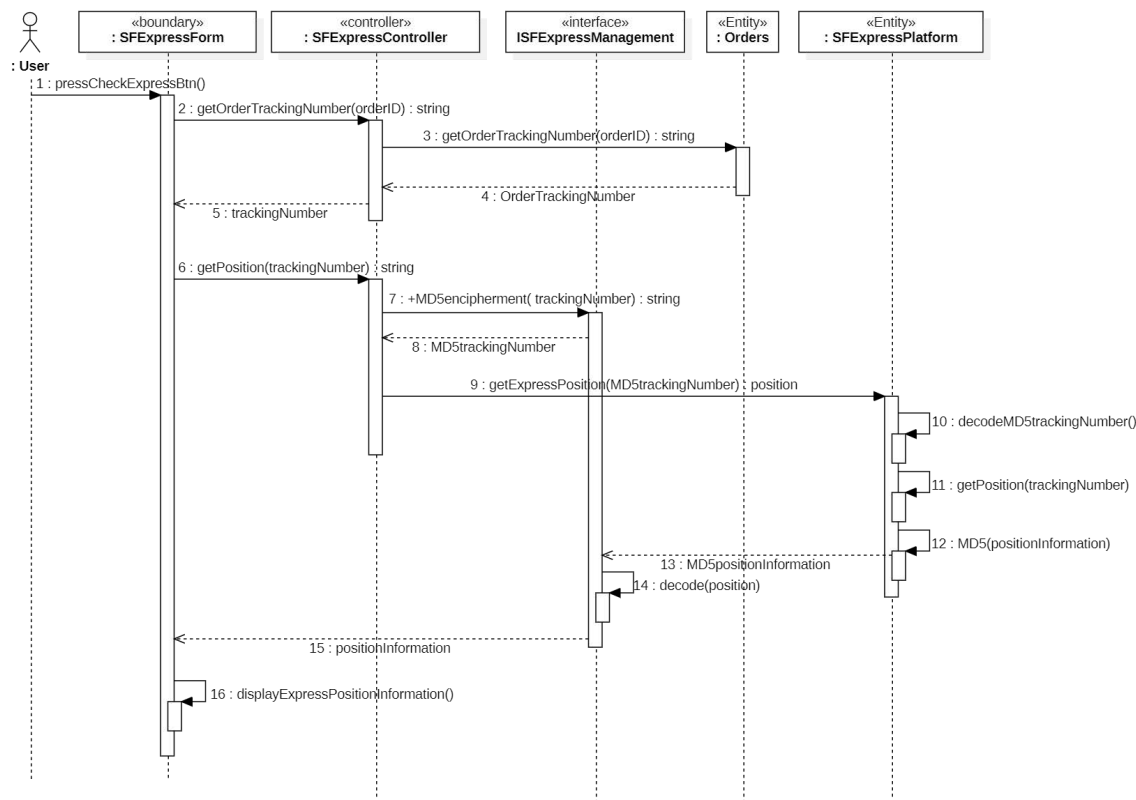 «boundary»
: SFExpressForm
«controller»
: SFExpressController
«interface»
ISFExpressManagement
«Entity»
: Orders
«Entity»
: SFExpressPlatform
: User
1 : pressCheckExpressBtn()
2 : getOrderTrackingNumber(orderID) : string
3 : getOrderTrackingNumber(orderID) : string
4 : OrderTrackingNumber
5 : trackingNumber
6 : getPosition(trackingNumber) : string
7 : +MD5encipherment( trackingNumber) : string
8 : MD5trackingNumber
9 : getExpressPosition(MD5trackingNumber) : position
10 : decodeMD5trackingNumber()
11 : getPosition(trackingNumber)
12 : MD5(positionInformation)
13 : MD5positionInformation
14 : decode(position)
15 : positionInformation
16 : displayExpressPositionInformation()